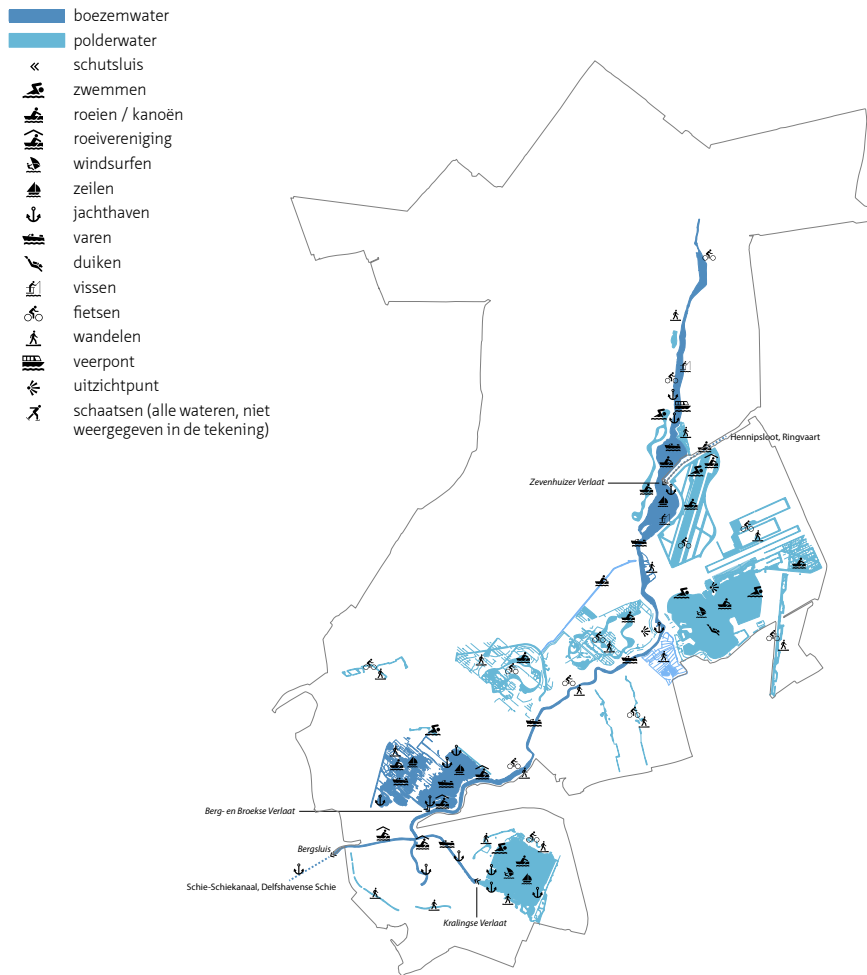 boezemwater
polderwater
schutsluis
zwemmen
roeien / kanoën
roeivereniging
windsurfen
zeilen
jachthaven
varen
duiken
vissen
fietsen
wandelen
veerpont
uitzichtpunt
schaatsen (alle wateren, niet
weergegeven in de tekening)
Hennipsloot, Ringvaart
Zevenhuizer Verlaat
Berg- en Broekse Verlaat
Bergsluis
Schie-Schiekanaal, Delfshavense Schie
Kralingse Verlaat